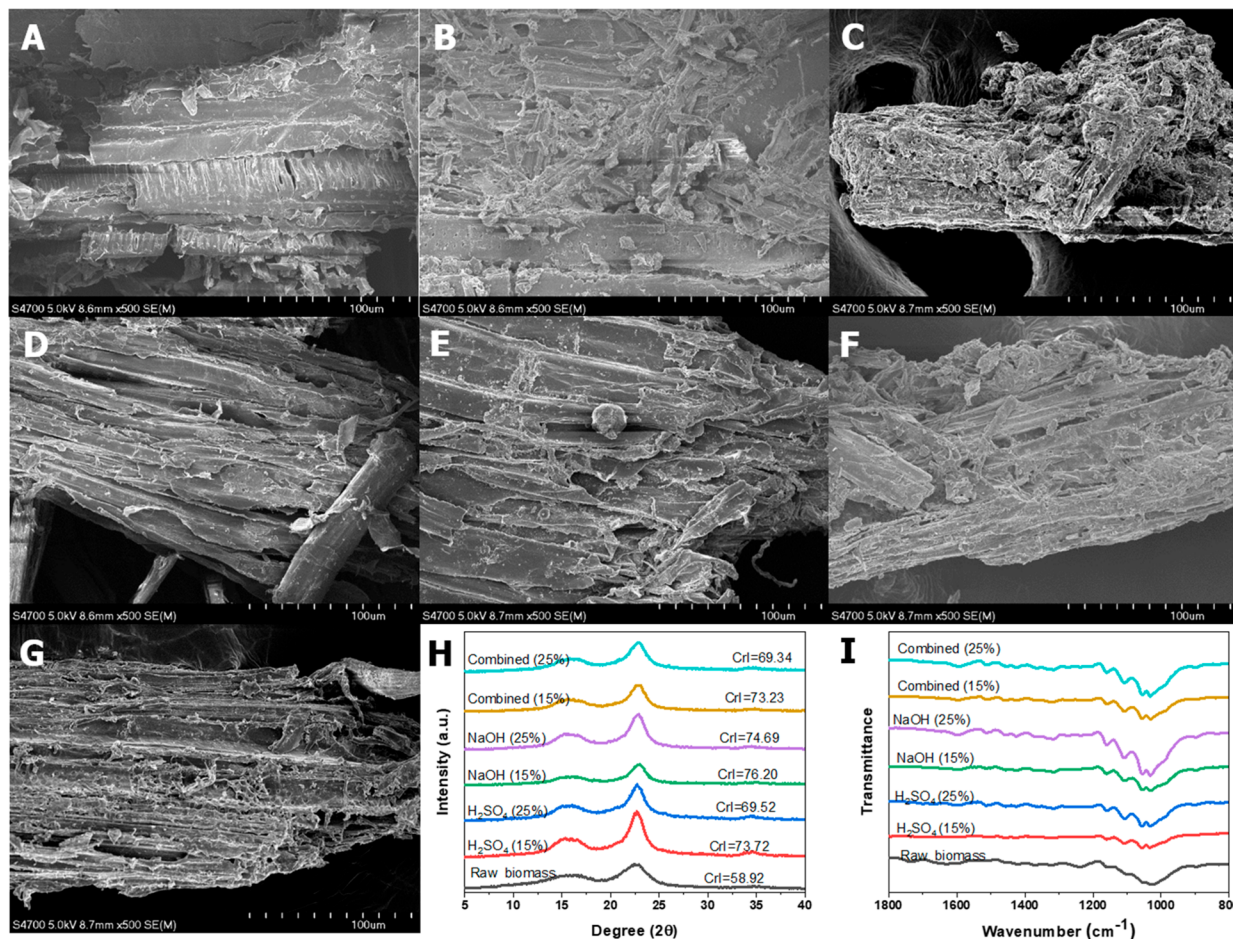 A
S4700 5.0kV 8.6mm x500 SE(M)
100um
B
S4700 5.0kV 8.6mm x500 SE(M)
100um
C
S4700 5.0kV 8.7mm x500 SE(M)
100um
D
S4700 5.0kV 8.6mm x500 SE(M)
100um
E
S4700 5.0kV 8.7mm x500 SE(M)
100um
F
S4700 5.0kV 8.7mm x500 SE(M)
100um
G
S4700 5.0kV 8.7mm x500 SE(M)
100um
H
Intensity (a.u.)
Combined (25%) CrI=69.34
Combined (15%) CrI=73.23
NaOH (25%) CrI=74.69
NaOH (15%) CrI=76.20
H₂SO₄ (25%) CrI=69.52
H₂SO₄ (15%) CrI=73.72
Raw biomass CrI=58.92
5 10 15 20 25 30 35 40
Degree (2θ)
I
Transmittance
Combined (25%)
Combined (15%)
NaOH (25%)
NaOH (15%)
H₂SO₄ (25%)
H₂SO₄ (15%)
Raw biomass
1800 1600 1400 1200 1000
Wavenumber (cm⁻¹)